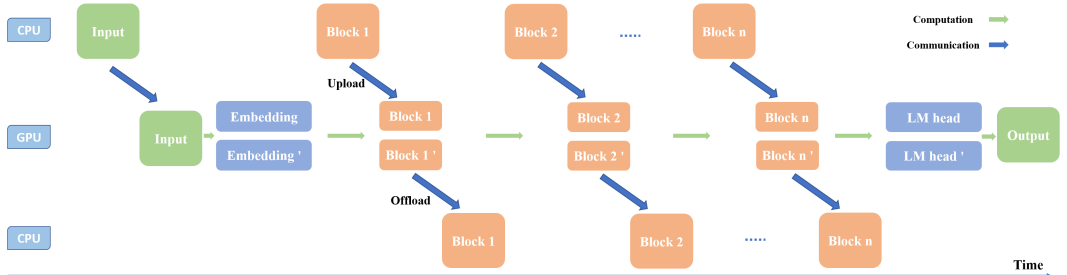 CPU
Input
Block 1
Block 2
.....
Block n
Computation
Communication
Upload
GPU
Input
Embedding
Embedding '
Block 1
Block 1 '
Block 2
Block 2 '
Block n
Block n '
LM head
LM head '
Output
Offload
CPU
Block 1
Block 2
.....
Block n
Time